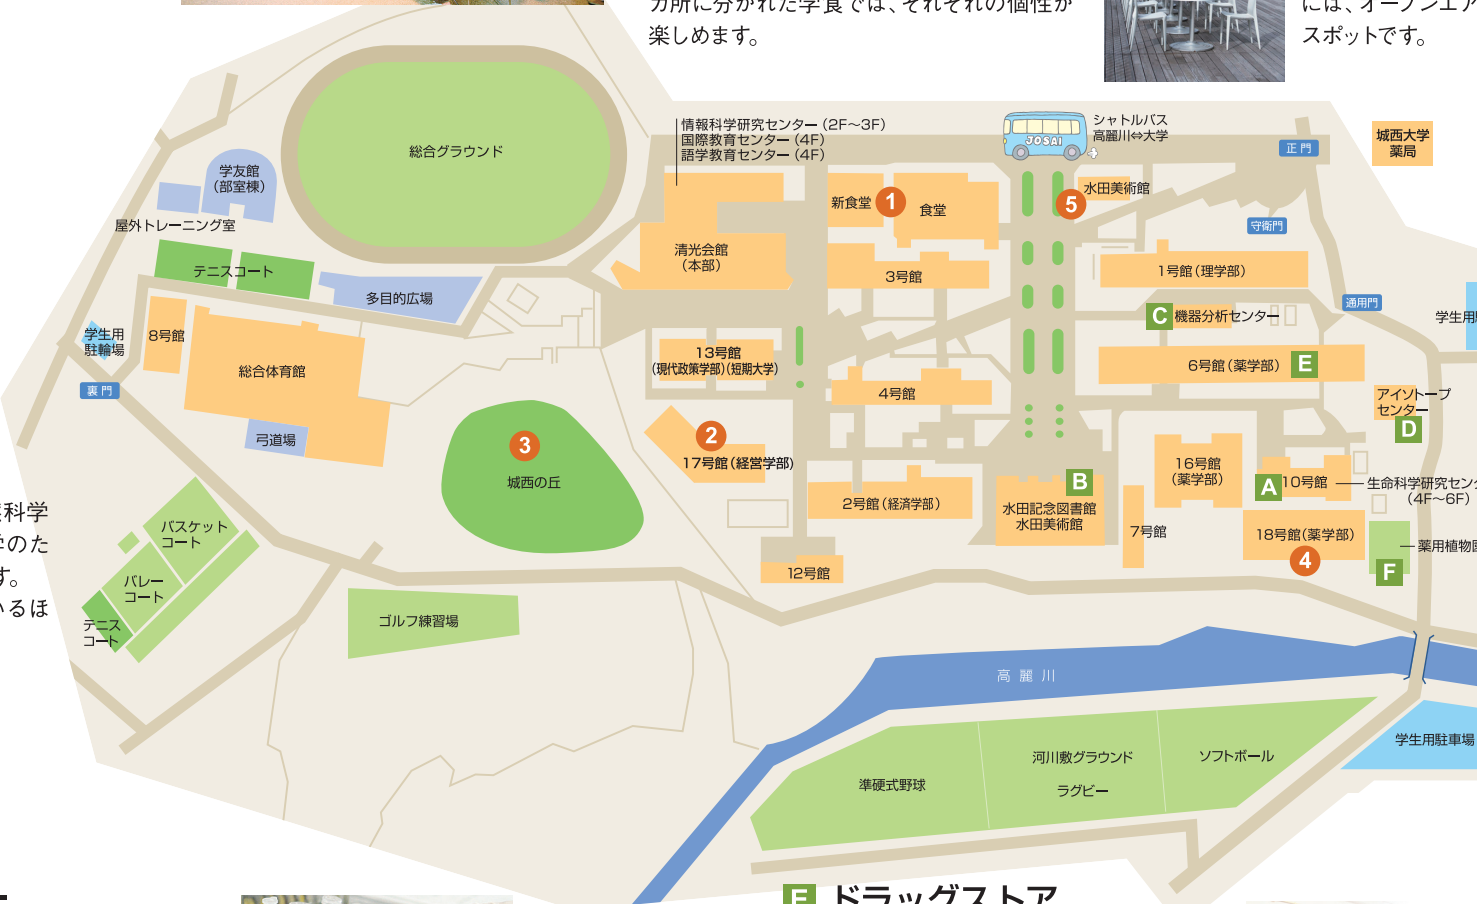 カ所に分かれた学食では、それぞれの個性が
楽しめます。
には、オープンエア
スポットです。
情報科学研究センター（2F～3F）
国際教育センター（4F）
語学教育センター（4F）
JOSAI
シャトルバス
高麗川⇔大学
城西大学
薬局
正門
総合グラウンド
学友館
（部室棟）
屋外トレーニング室
テニスコート
多目的広場
清光会館
（本部）
新食堂
1
食堂
5
水田美術館
守衛門
3号館
1号館（理学部）
通用門
C
機器分析センター
学生用
学生用
駐輪場
8号館
総合体育館
裏門
弓道場
13号館
（現代政策学部）（短期大学）
4号館
6号館（薬学部）
E
アイソトープ
センター
D
3
城西の丘
2
17号館（経営学部）
2号館（経済学部）
12号館
B
水田記念図書館
水田美術館
7号館
16号館
（薬学部）
A
10号館
生命科学研究セン
（4F～6F）
18号館（薬学部）
4
薬用植物園
F
科学
学のた
す。
いるほ
バスケット
コート
バレー
コート
テニス
コート
ゴルフ練習場
高麗川
準硬式野球
河川敷グラウンド
ラグビー
ソフトボール
学生用駐車場
E
ドラッグストア